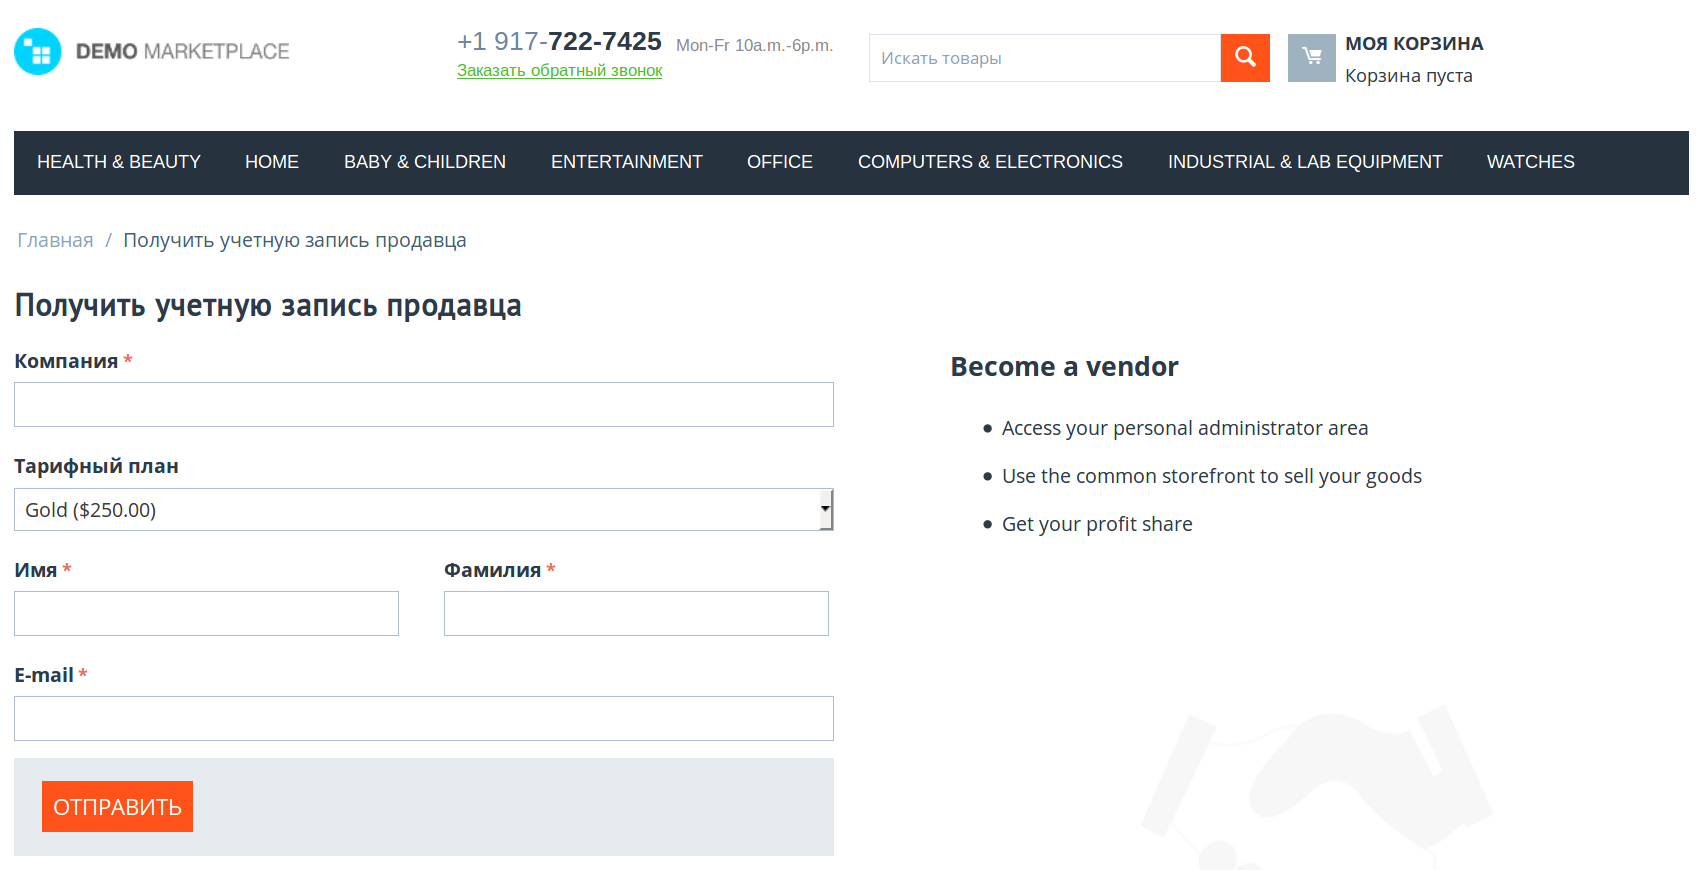 DEMO MARKETPLACE
+1 917-722-7425 Mon-Fr 10a.m.-6p.m.
Заказать обратный звонок
Искать товары
МОЯ КОРЗИНА
Корзина пуста
HEALTH & BEAUTY HOME BABY & CHILDREN ENTERTAINMENT OFFICE COMPUTERS & ELECTRONICS INDUSTRIAL & LAB EQUIPMENT WATCHES
Главная / Получить учетную запись продавца
Получить учетную запись продавца
Компания *
Тарифный план
Gold ($250.00)
Имя *
Фамилия *
E-mail *
ОТПРАВИТЬ
Become a vendor
Access your personal administrator area
Use the common storefront to sell your goods
Get your profit share